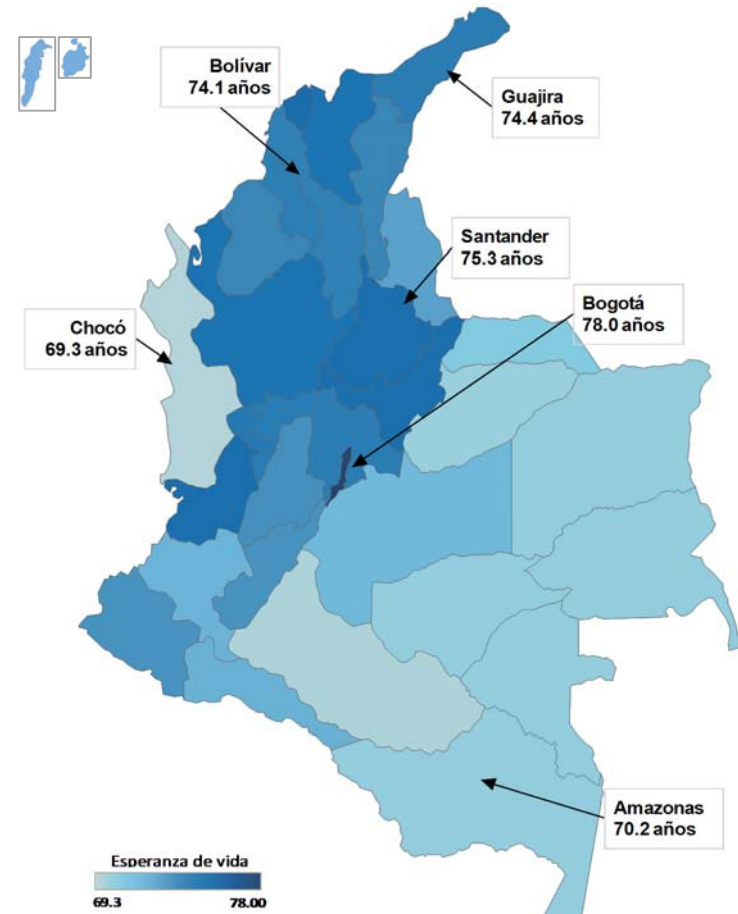 Bolívar
74.1 años
Guajira
74.4 años
Santander
75.3 años
Bogotá
78.0 años
Chocó
69.3 años
Amazonas
70.2 años
Esperanza de vida
69.3 78.00